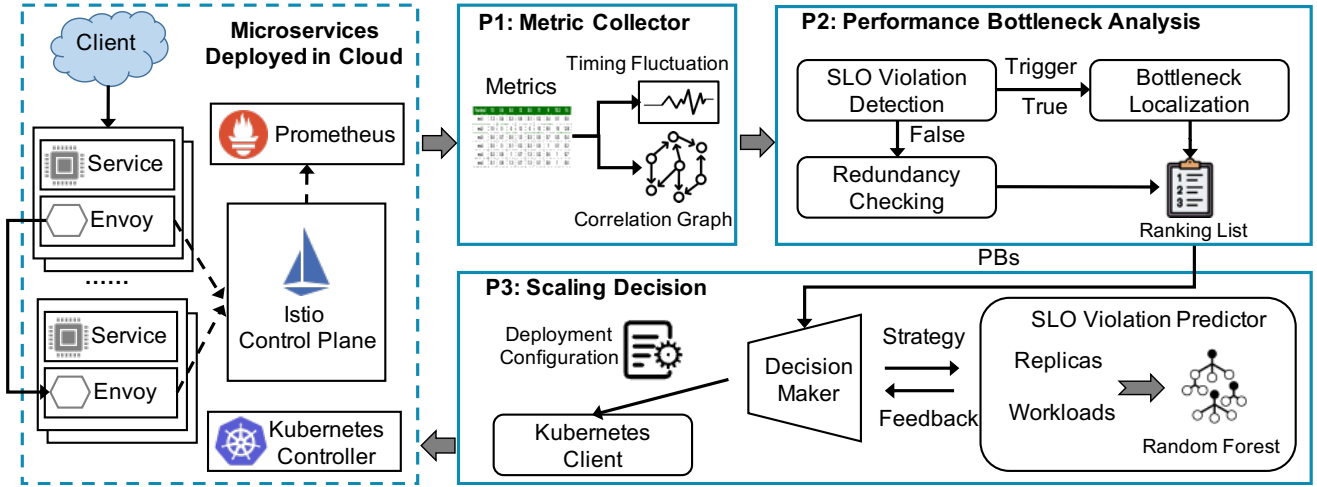 Client
Microservices
Deployed in Cloud
Prometheus
Service
Envoy
......
Service
Envoy
Istio
Control Plane
Kubernetes
Controller
P1: Metric Collector
Metrics
Timing Fluctuation
Correlation Graph
P2: Performance Bottleneck Analysis
SLO Violation
Detection
Trigger
True
Bottleneck
Localization
False
Redundancy
Checking
1
2
3
Ranking List
PBs
P3: Scaling Decision
Deployment
Configuration
Kubernetes
Client
Decision
Maker
Strategy
Feedback
SLO Violation Predictor
Replicas
Workloads
Random Forest